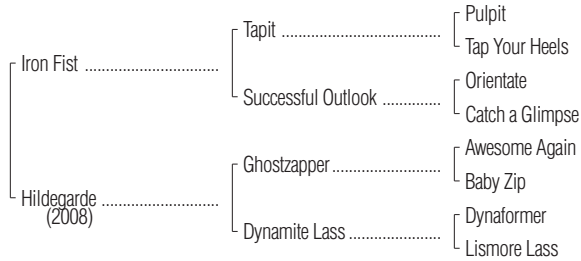 Pulpit
Tapit
Tap Your Heels
Iron Fist
Orientate
Successful Outlook
Catch a Glimpse
Awesome Again
Ghostzapper
Baby Zip
Hildegarde
(2008)
Dynaformer
Dynamite Lass
Lismore Lass